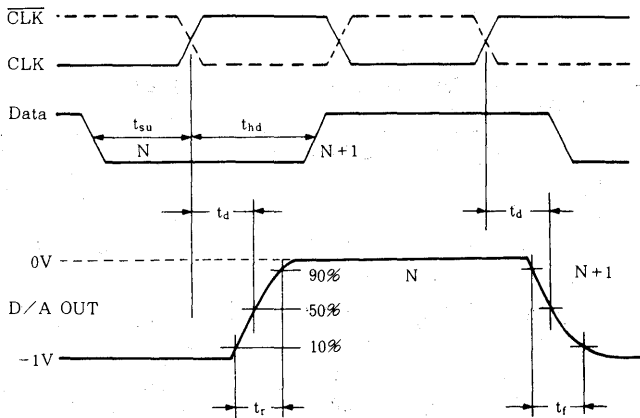 CLK
CLK
Data
tsu
thd
N
N+1
td
td
0V
90%
N
N+1
D/A OUT
50%
10%
−1V
tr
tf